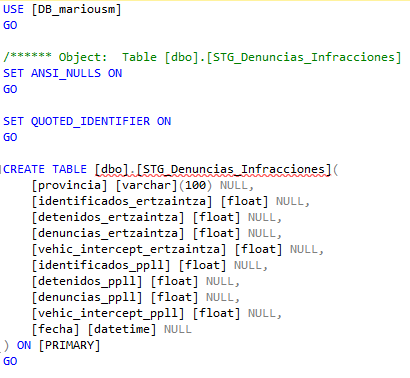 USE [DB_mariousm]
GO
/****** Object:  Table [dbo].[STG_Denuncias_Infracciones]
SET ANSI_NULLS ON
GO
SET QUOTED_IDENTIFIER ON
GO
CREATE TABLE [dbo].[STG_Denuncias_Infracciones](
[provincia] [varchar](100) NULL,
[identificados_ertzaintza] [float] NULL,
[detenidos_ertzaintza] [float] NULL,
[denuncias_ertzaintza] [float] NULL,
[vehic_intercept_ertzaintza] [float] NULL,
[identificados_ppll] [float] NULL,
[detenidos_ppll] [float] NULL,
[denuncias_ppll] [float] NULL,
[vehic_intercept_ppll] [float] NULL,
[fecha] [datetime] NULL
) ON [PRIMARY]
GO